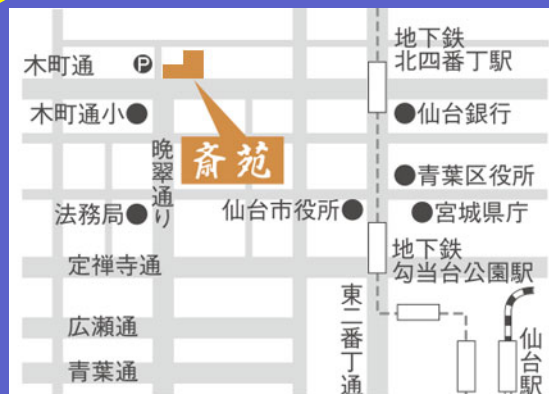 地下鉄
北四番丁駅
木町通
P
木町通小
仙台銀行
晩翠通り
斎苑
青葉区役所
法務局
仙台市役所
宮城県庁
定禅寺通
地下鉄
勾当台公園駅
東二番丁通
広瀬通
仙台駅
青葉通